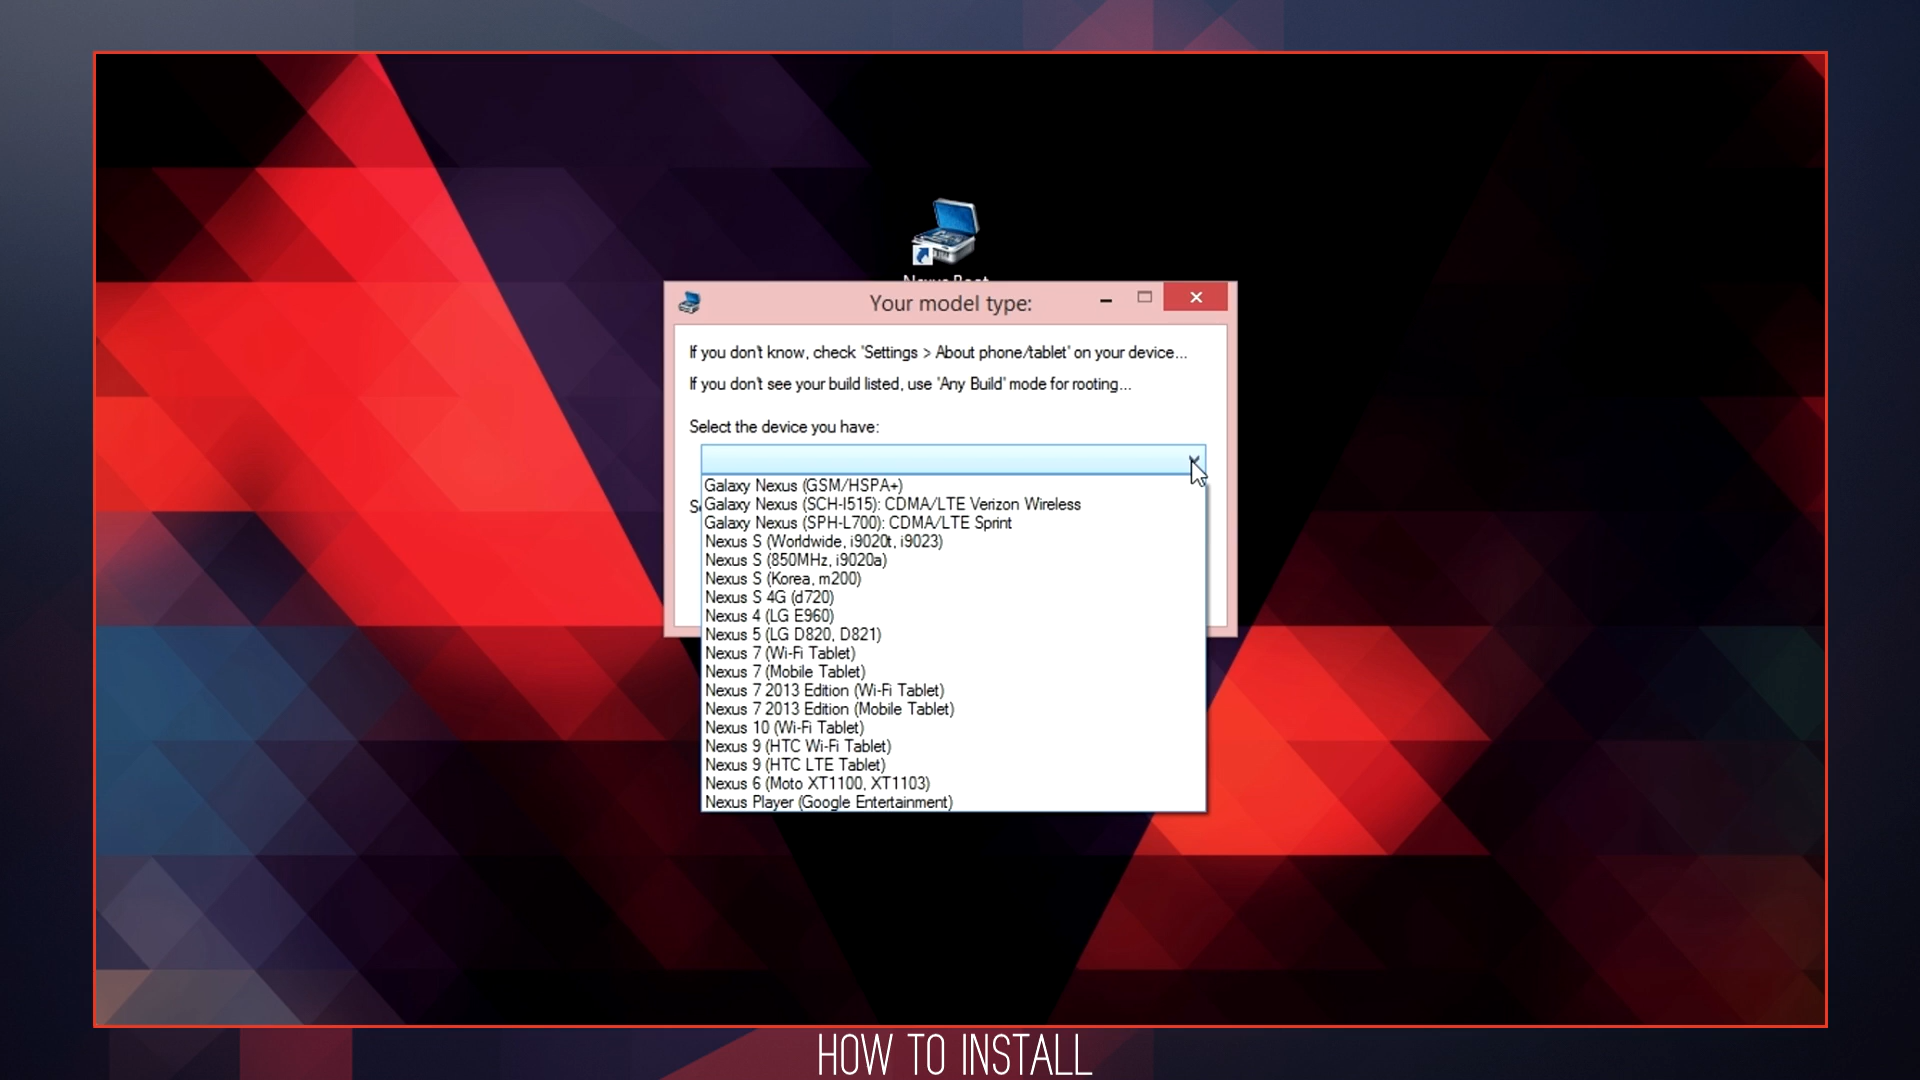 Your model type:
If you don't know, check 'Settings > About phone/tablet' on your device...
If you don't see your build listed, use 'Any Build' mode for rooting...
Select the device you have:
Galaxy Nexus (GSM/HSPA+)
Galaxy Nexus (SCH-I515): CDMA/LTE Verizon Wireless
Galaxy Nexus (SPH-L700): CDMA/LTE Sprint
Nexus S (Worldwide, i9020t, i9023)
Nexus S (850MHz, i9020a)
Nexus S (Korea, m200)
Nexus S 4G (d720)
Nexus 4 (LG E960)
Nexus 5 (LG D820, D821)
Nexus 7 (Wi-Fi Tablet)
Nexus 7 (Mobile Tablet)
Nexus 7 2013 Edition (Wi-Fi Tablet)
Nexus 7 2013 Edition (Mobile Tablet)
Nexus 10 (Wi-Fi Tablet)
Nexus 9 (HTC Wi-Fi Tablet)
Nexus 9 (HTC LTE Tablet)
Nexus 6 (Moto XT1100, XT1103)
Nexus Player (Google Entertainment)
HOW TO INSTALL